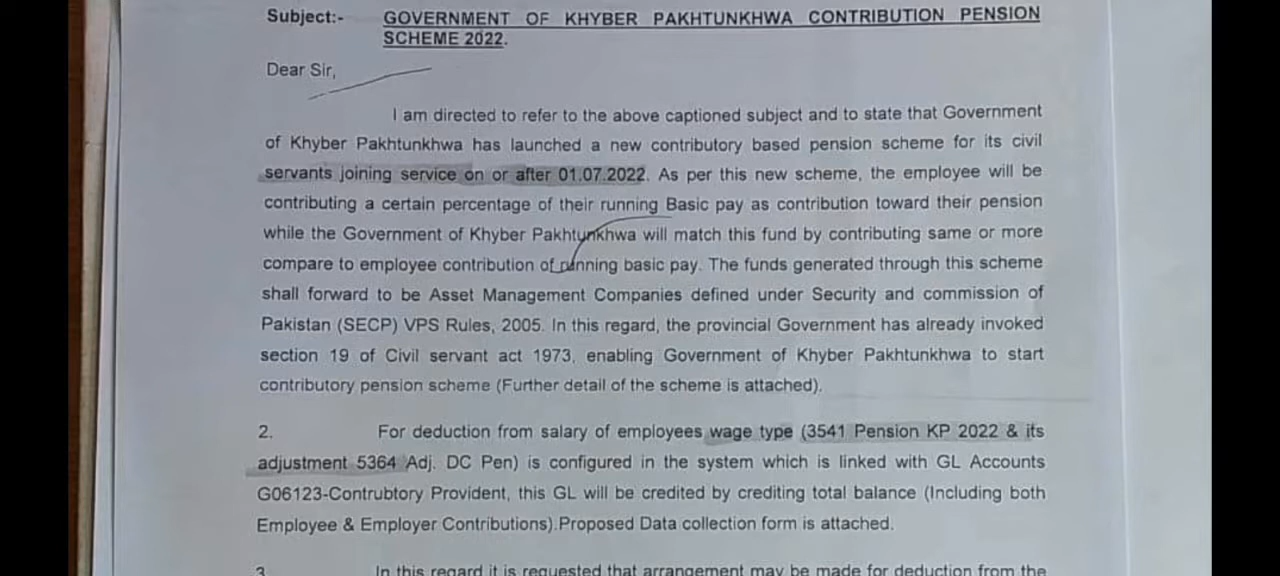 Subject:- GOVERNMENT OF KHYBER PAKHTUNKHWA CONTRIBUTION PENSION
SCHEME 2022.
Dear Sir,
I am directed to refer to the above captioned subject and to state that Government
of Khyber Pakhtunkhwa has launched a new contributory based pension scheme for its civil
servants joining service on or after 01.07.2022. As per this new scheme, the employee will be
contributing a certain percentage of their running Basic pay as contribution toward their pension
while the Government of Khyber Pakhtunkhwa will match this fund by contributing same or more
compare to employee contribution of running basic pay. The funds generated through this scheme
shall forward to be Asset Management Companies defined under Security and commission of
Pakistan (SECP) VPS Rules, 2005. In this regard, the provincial Government has already invoked
section 19 of Civil servant act 1973, enabling Government of Khyber Pakhtunkhwa to start
contributory pension scheme (Further detail of the scheme is attached).
2. For deduction from salary of employees wage type (3541 Pension KP 2022 & its
adjustment 5364 Adj. DC Pen) is configured in the system which is linked with GL Accounts
G06123-Contrubtory Provident, this GL will be credited by crediting total balance (Including both
Employee & Employer Contributions).Proposed Data collection form is attached.
3. In this regard it is requested that arrangement may be made for deduction from the